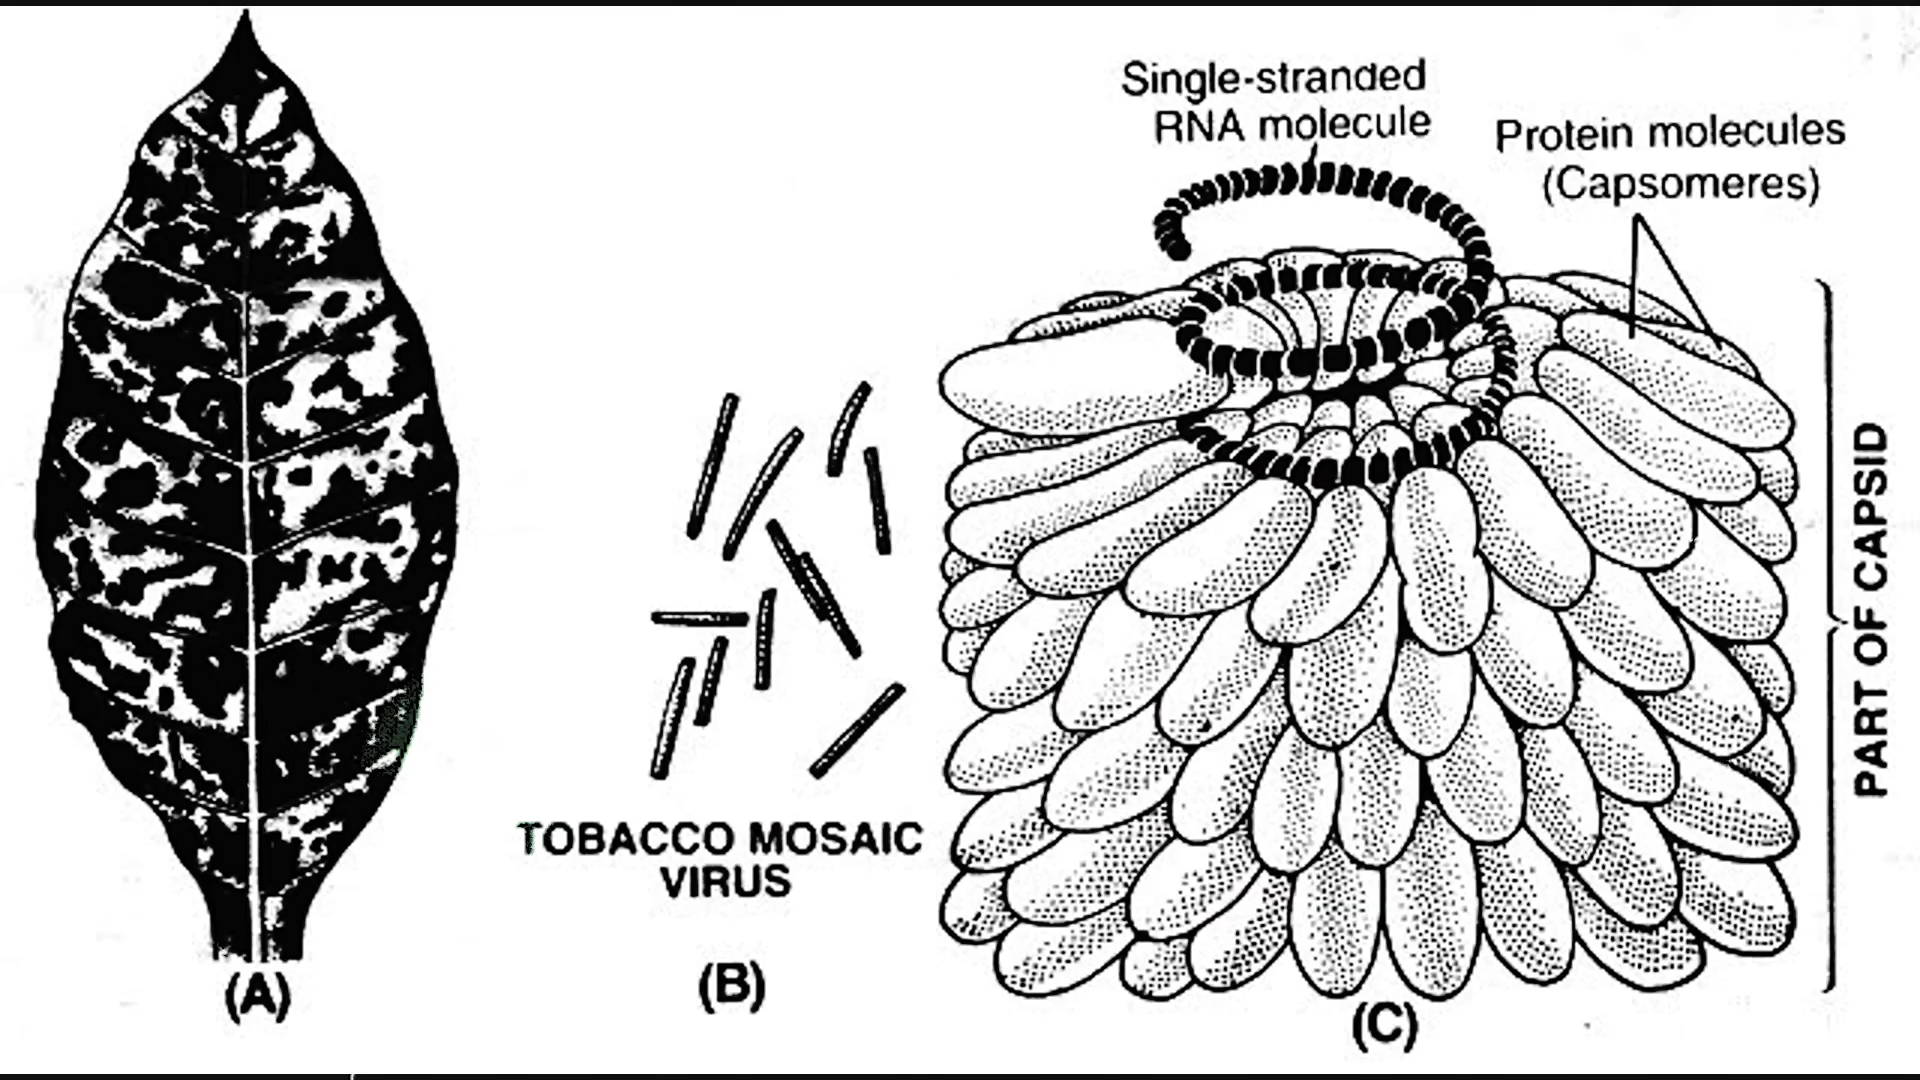 Single-stranded
RNA molecule
Protein molecules
(Capsomeres)
PART OF CAPSID
TOBACCO MOSAIC
VIRUS
(A)
(B)
(C)